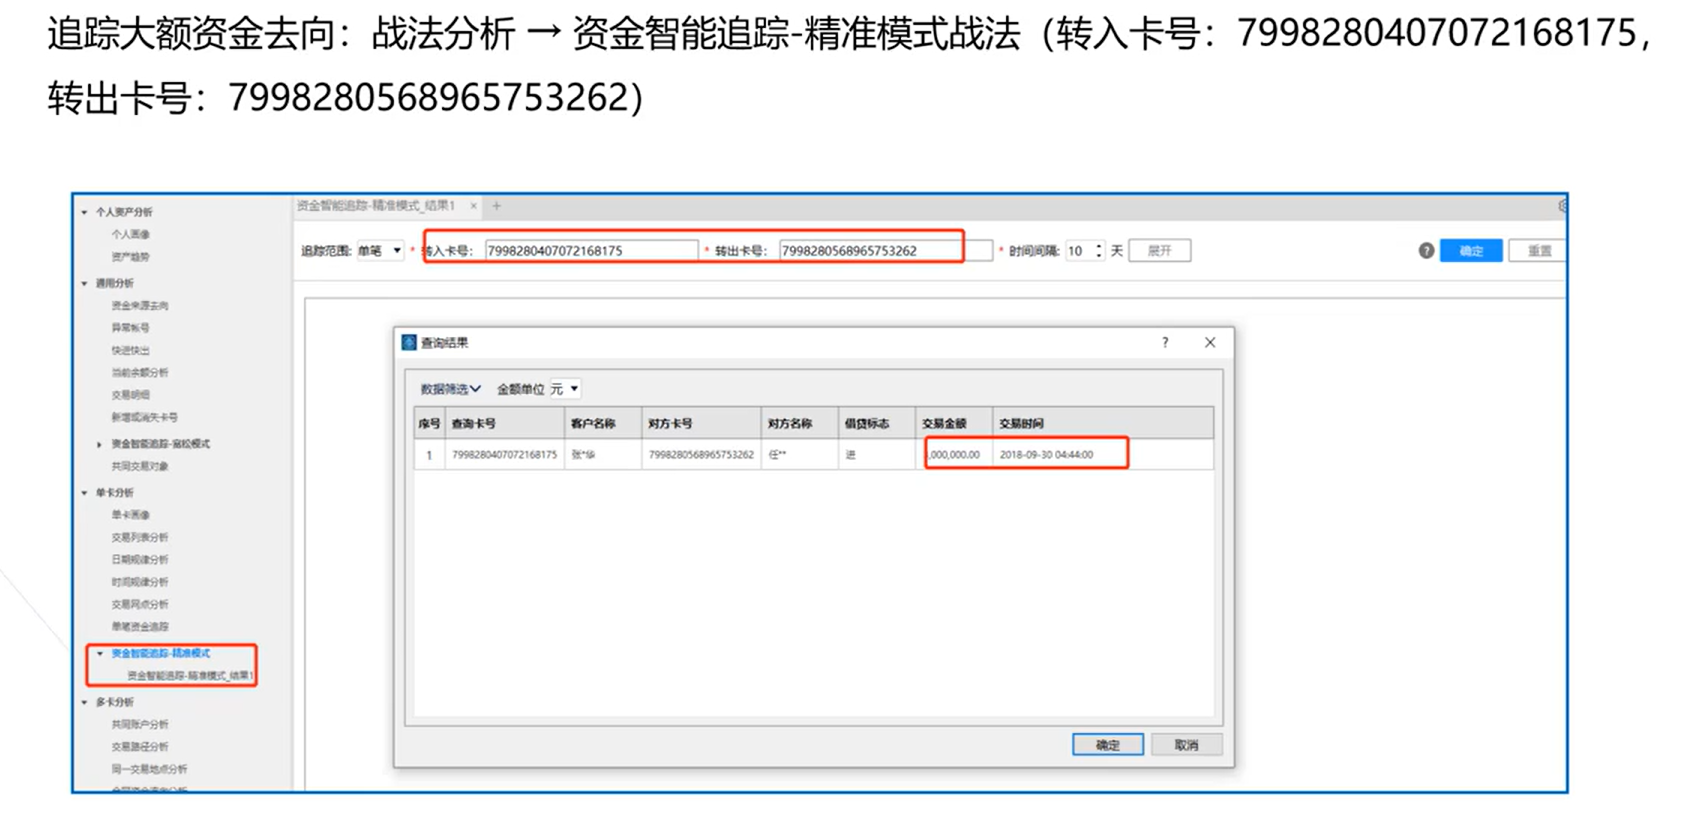 追踪大额资金去向：战法分析 → 资金智能追踪-精准模式战法（转入卡号：7998280407072168175，
转出卡号：7998280568965753262）
资金智能追踪-精准模式_结果1 × +
追踪范围: 单笔 * 转入卡号: 7998280407072168175 * 转出卡号: 7998280568965753262 * 时间间隔: 10 天 展开 ? 确定 重置
个人资产分析
个人画像
资产趋势
通用分析
资金来源去向
异常帐号
快进快出
当前余额分析
交易明细
新增或消失卡号
资金智能追踪-宽松模式
共同交易对象
单卡分析
单卡画像
交易列表分析
日期规律分析
时间规律分析
交易网点分析
单笔资金追踪
资金智能追踪-精准模式
资金智能追踪-精准模式_结果1
多卡分析
共同账户分析
交易路径分析
同一交易地点分析
查询结果 ? ×
数据筛选 金额单位 元
序号 查询卡号 客户名称 对方卡号 对方名称 借贷标志 交易金额 交易时间
1 7998280407072168175 张*华 7998280568965753262 任** 进 ,000,000.00 2018-09-30 04:44:00
确定 取消